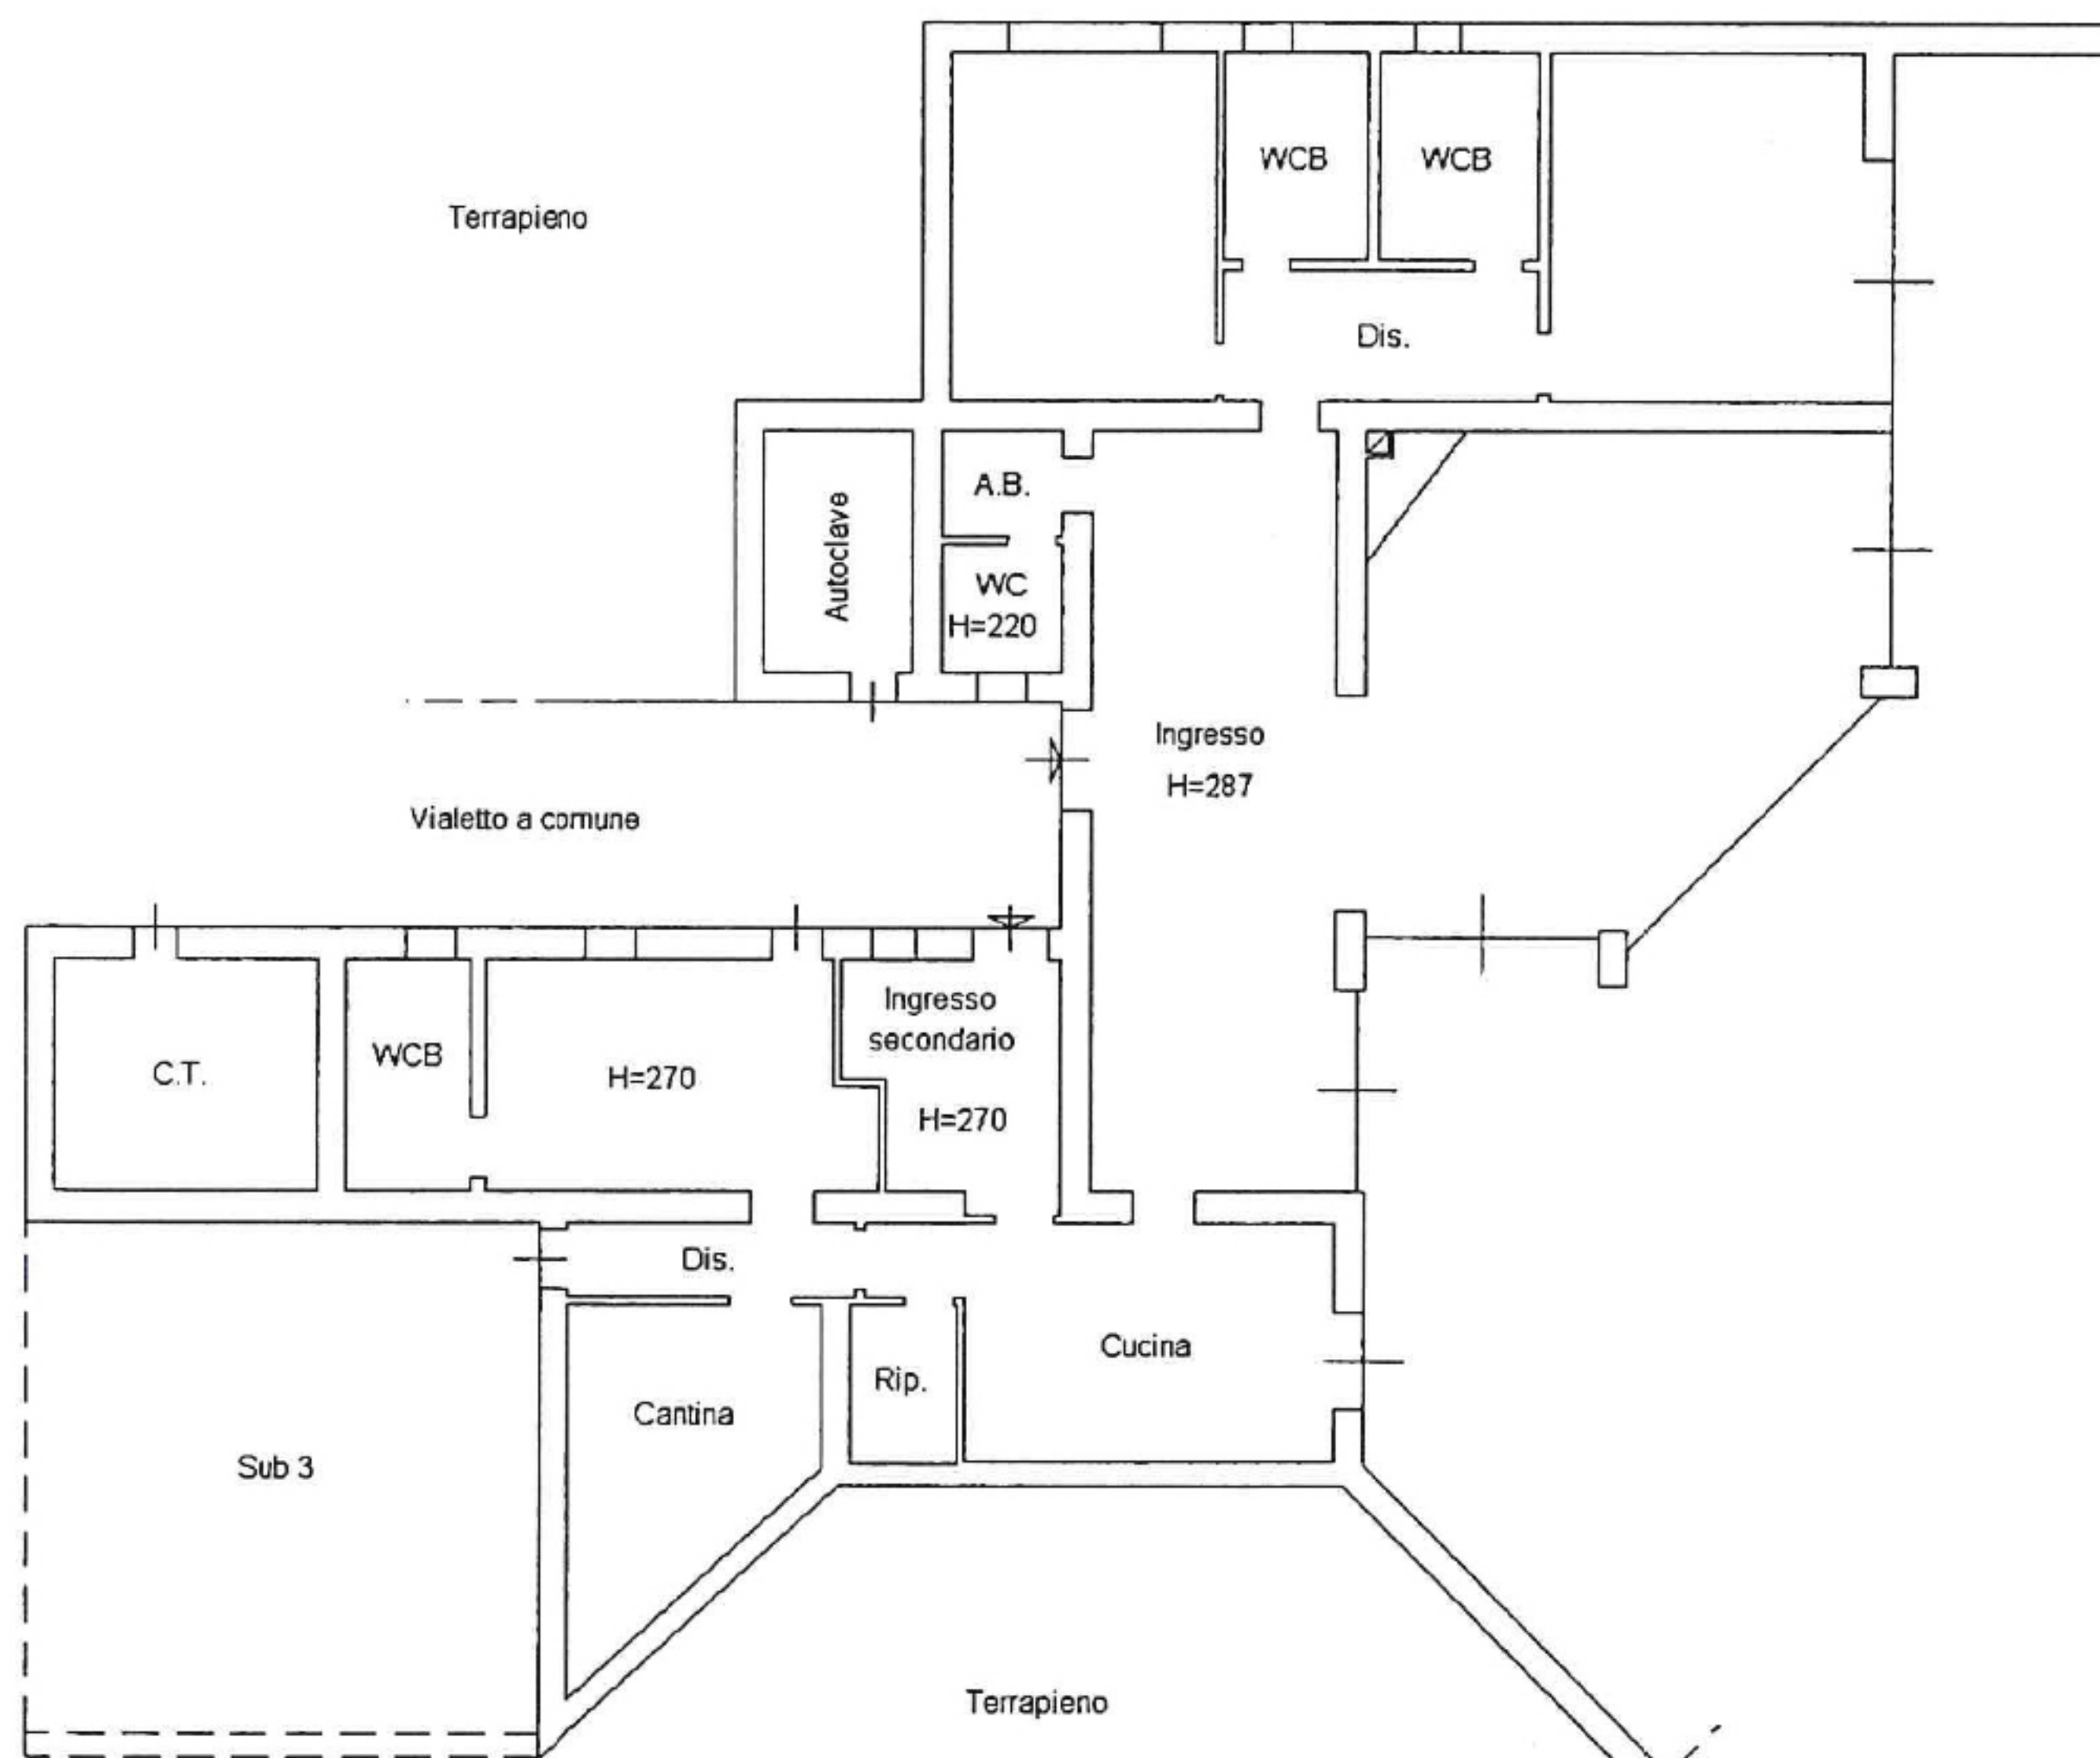 WCB
WCB
Terrapieno
Dis.
A.B.
Autoclave
WC
H=220
Ingresso
H=287
Vialetto a comune
Ingresso
secondario
H=270
WCB
C.T.
H=270
Dis.
Cucina
Rip.
Cantina
Sub 3
Terrapieno